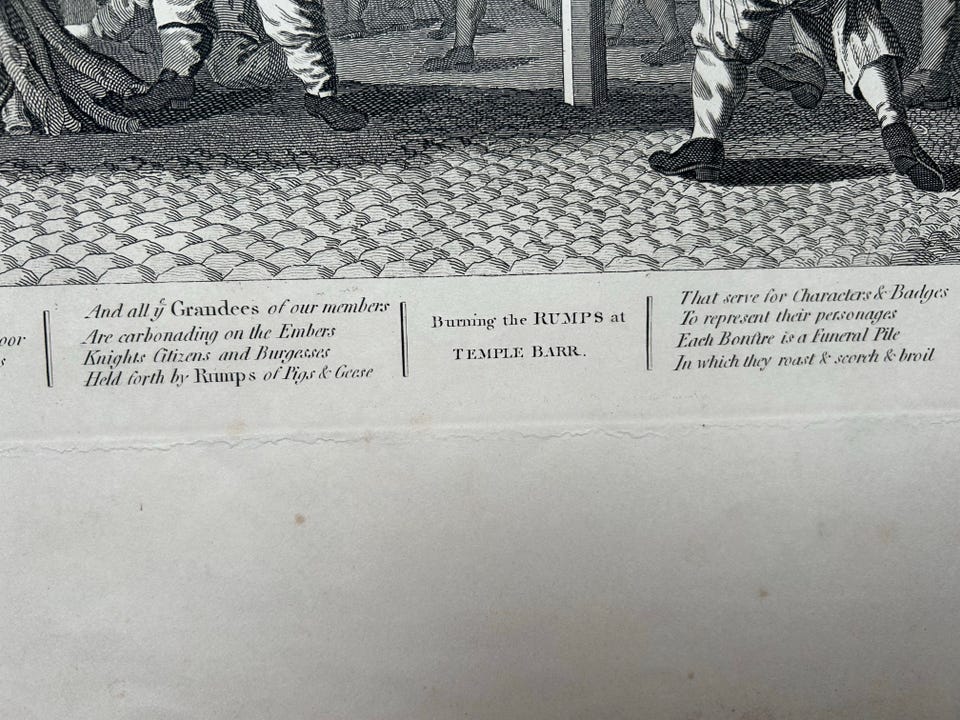 oor
s
And all yͤ Grandees of our members
Are carbonading on the Embers
Knights Citizens and Burgesses
Held forth by Rumps of Pigs & Geese
Burning the RUMPS at
TEMPLE BARR.
That serve for Characters & Badges
To represent their personages
Each Bonfire is a Funeral Pile
In which they roast & scorch & broil